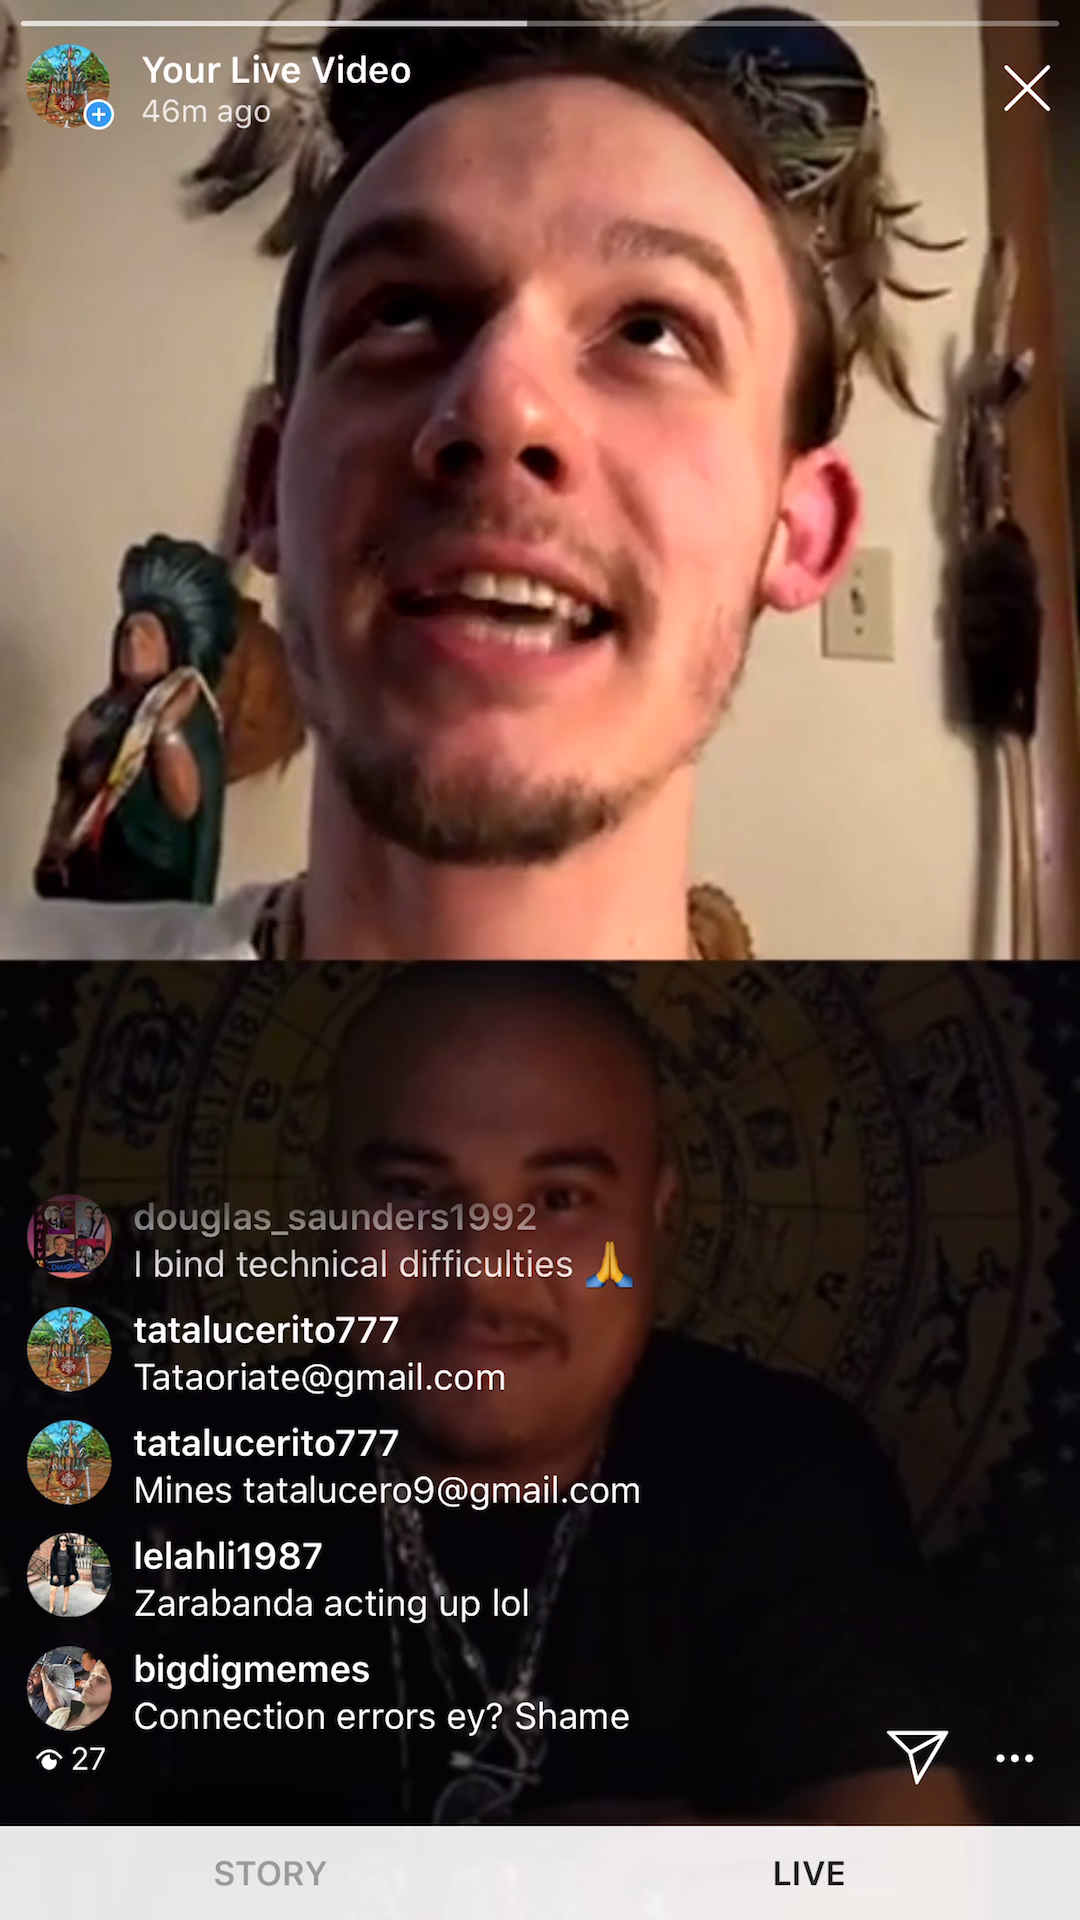 Your Live Video
46m ago
douglas_saunders1992
I bind technical difficulties 🙏
tatalucerito777
Tataoriate@gmail.com
tatalucerito777
Mines tatalucero9@gmail.com
lelahli1987
Zarabanda acting up lol
bigdigmemes
Connection errors ey? Shame
27
STORY
LIVE